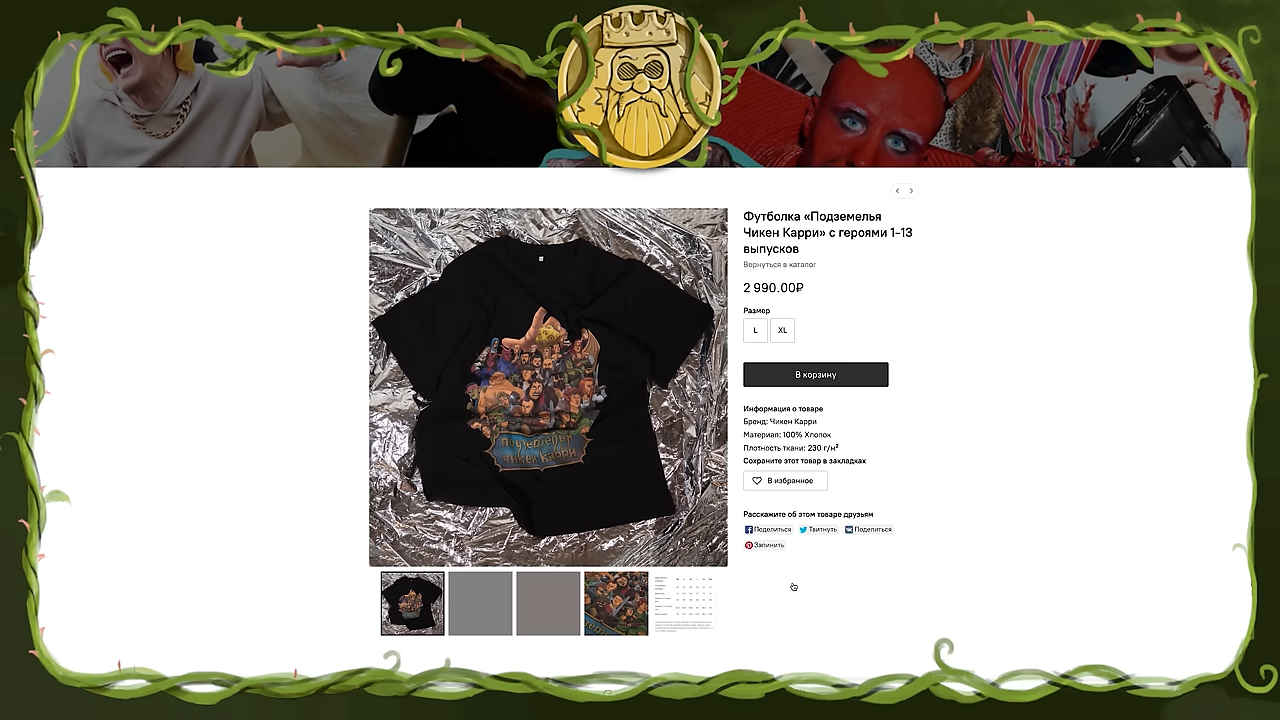 Футболка «Подземелья
Чикен Карри» с героями 1-13
выпусков
Вернуться в каталог
2 990.00₽
Размер
L XL
В корзину
Информация о товаре
Бренд: Чикен Карри
Материал: 100% Хлопок
Плотность ткани: 230 г/м²
Сохраните этот товар в закладках
В избранное
Расскажите об этом товаре друзьям
Поделиться Твитнуть Поделиться
Запинить
подземелья
чикен карри